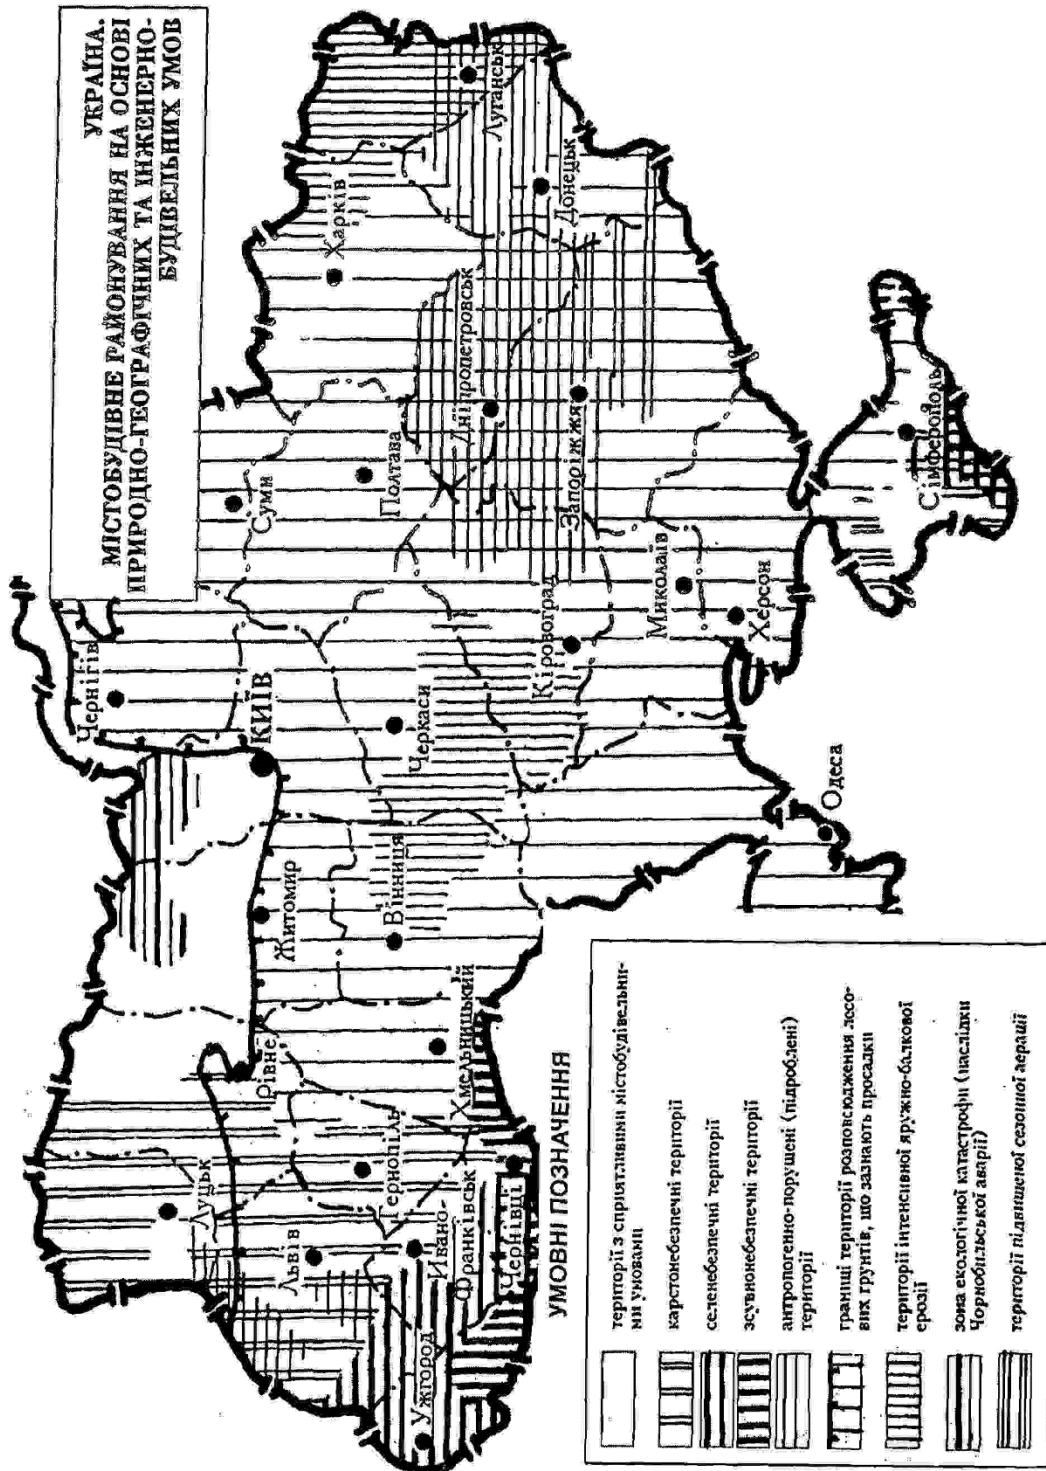 УКРАЇНА.
МІСТОБУДІВНЕ РАЙОНУВАННЯ НА ОСНОВІ
ПРИРОДНО-ГЕОГРАФІЧНИХ ТА ІНЖЕНЕРНО-
БУДІВЕЛЬНИХ УМОВ
Луцьк
Рівне
Житомир
КИЇВ
Чернігів
Суми
Харків
Львів
Тернопіль
Хмельницький
Вінниця
Черкаси
Полтава
Луганськ
Ужгород
Івано-
Франківськ
Чернівці
Кіровоград
Дніпропетровськ
Донецьк
Запоріжжя
Миколаїв
Херсон
Одеса
Сімферополь
УМОВНІ ПОЗНАЧЕННЯ
території з сприятливими містобудівельни-
ми умовами
карстонебезпечні території
селенебезпечні території
зсувнонебезпечні території
антропогенно-порушені (підроблені)
території
границі території розповсюдження лесо-
вих грунтів, що зазнають просадки
території інтенсивної яружно-балкової
ерозії
зона екологічної катастрофи (наслідки
Чорнобильської аварії)
території підвищеної сезонної аерації